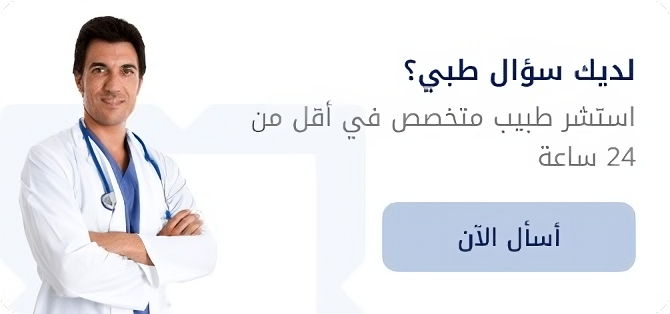 لديك سؤال طبي؟
استشر طبيب متخصص في أقل من
24 ساعة
أسأل الآن